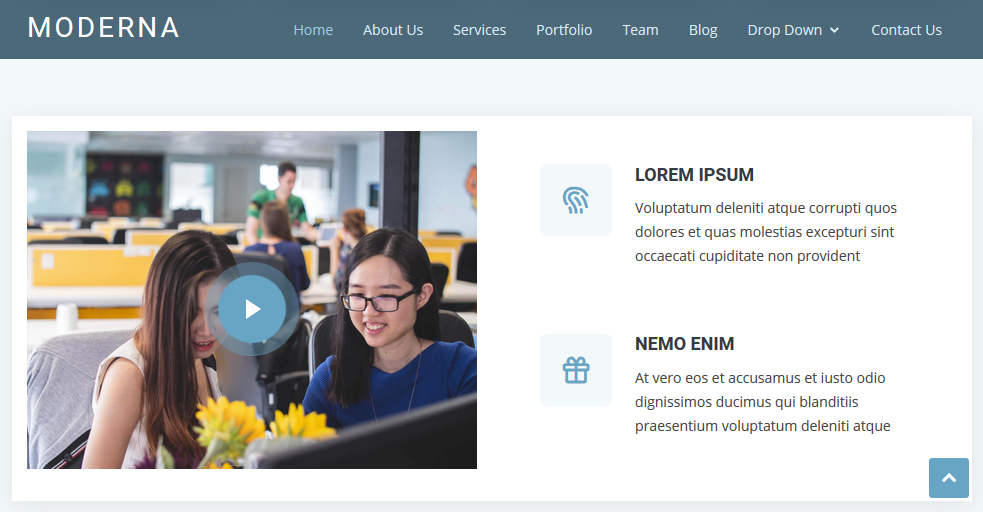 MODERNA
Home About Us Services Portfolio Team Blog Drop Down Contact Us
LOREM IPSUM
Voluptatum deleniti atque corrupti quos
dolores et quas molestias excepturi sint
occaecati cupiditate non provident
NEMO ENIM
At vero eos et accusamus et iusto odio
dignissimos ducimus qui blanditiis
praesentium voluptatum deleniti atque